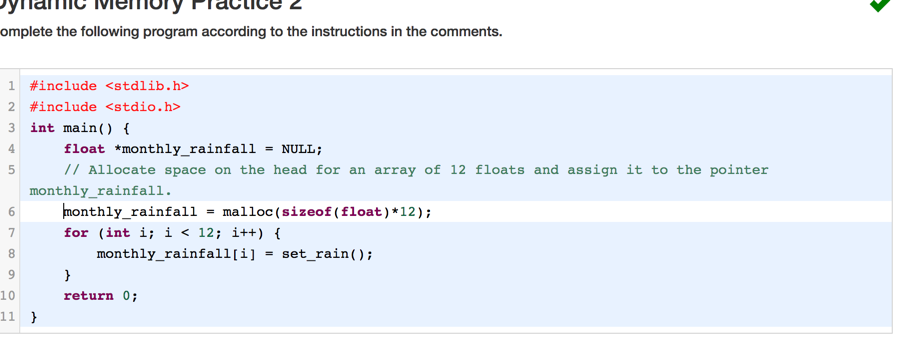 Dynamic Memory Practice 2
omplete the following program according to the instructions in the comments.
1 #include <stdlib.h>
2 #include <stdio.h>
3 int main() {
4 float *monthly_rainfall = NULL;
5 // Allocate space on the head for an array of 12 floats and assign it to the pointer
monthly_rainfall.
6 monthly_rainfall = malloc(sizeof(float)*12);
7 for (int i; i < 12; i++) {
8 monthly_rainfall[i] = set_rain();
9 }
10 return 0;
11 }